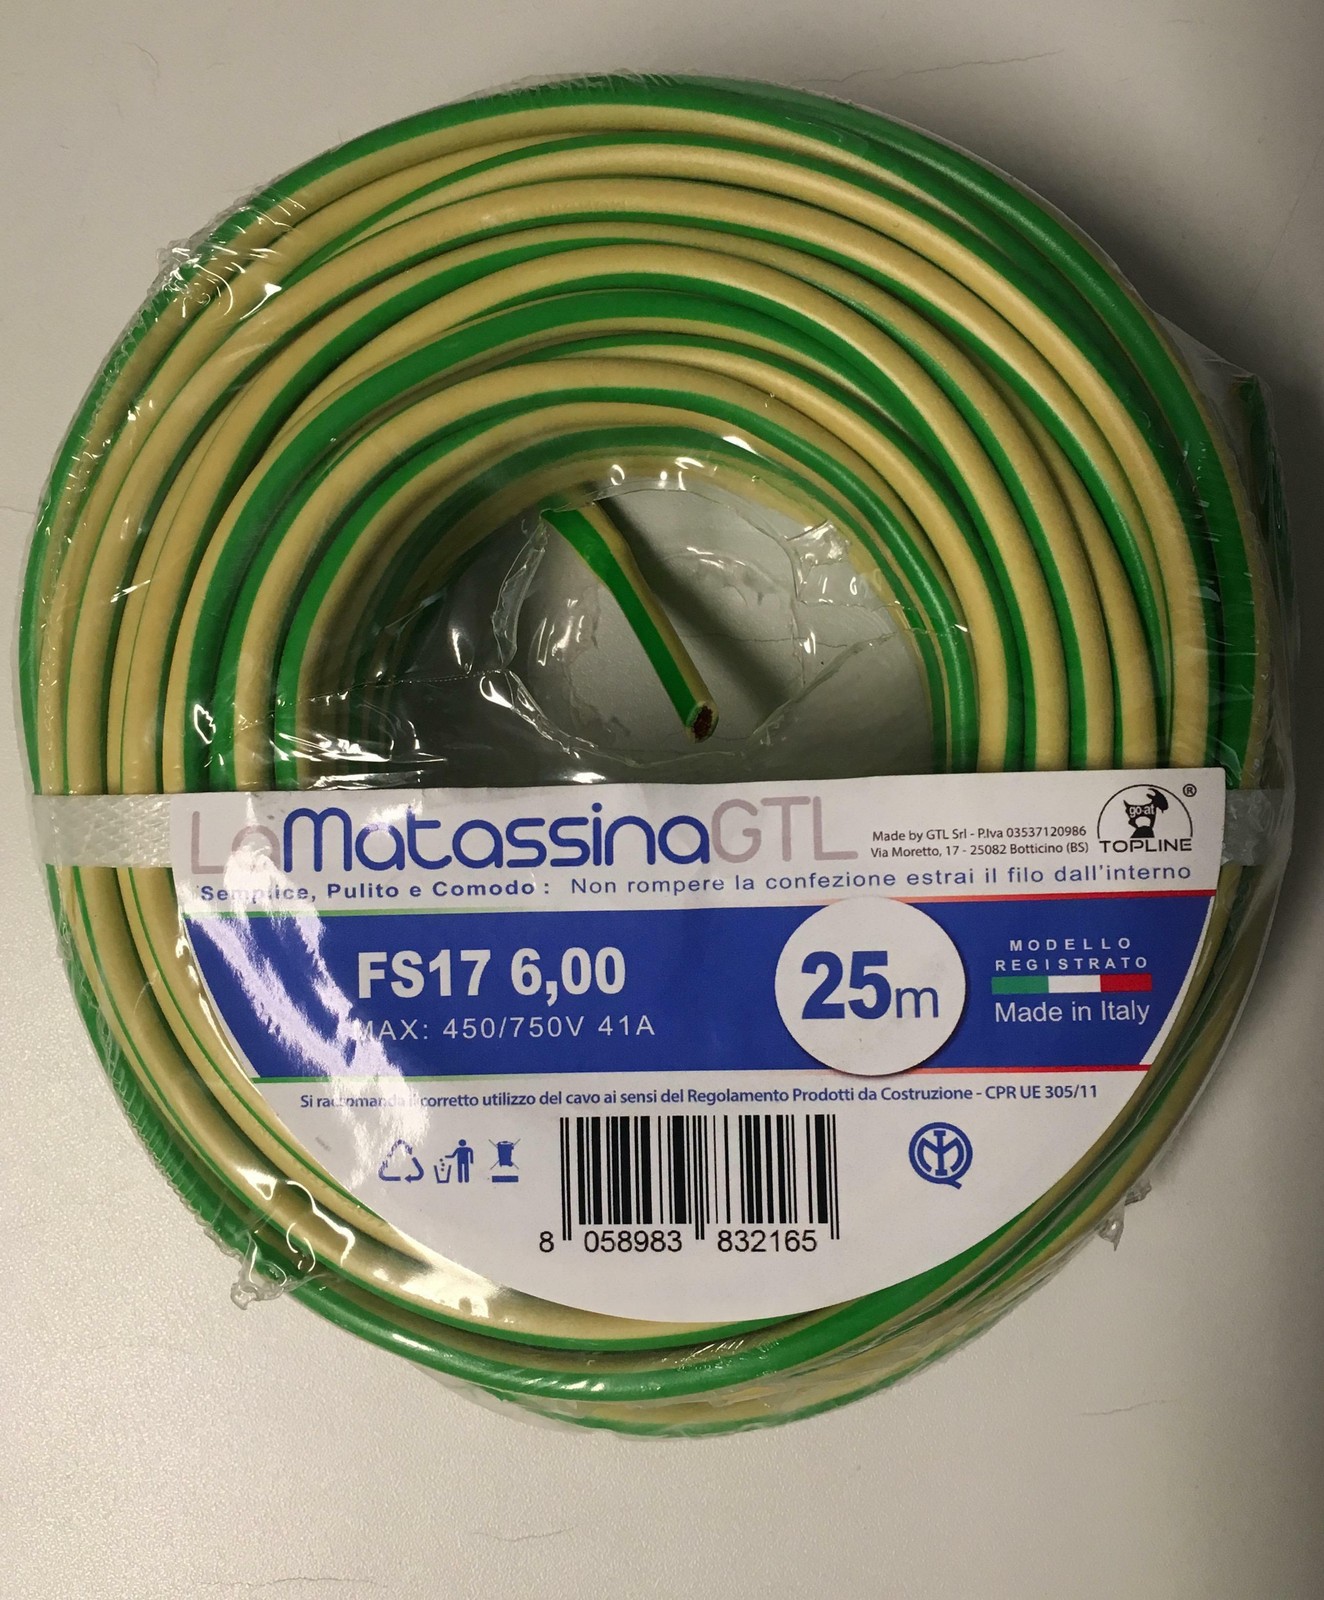 LaMatassinaGTL
Made by GTL Srl - P.Iva 03537120986
Via Moretto, 17 - 25082 Botticino (BS)
go-at
®
TOPLINE
Semplice, Pulito e Comodo : Non rompere la confezione estrai il filo dall'interno
FS17 6,00
MAX: 450/750V 41A
25m
MODELLO
REGISTRATO
Made in Italy
Si raccomanda il corretto utilizzo del cavo ai sensi del Regolamento Prodotti da Costruzione - CPR UE 305/11
8 058983 832165